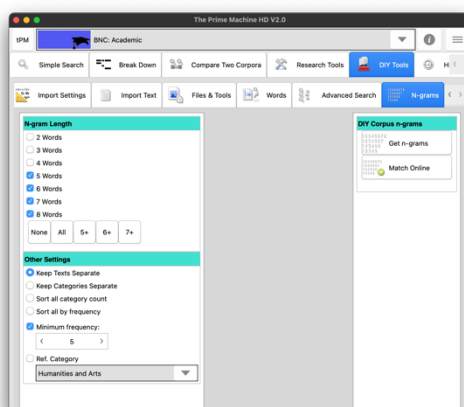 The Prime Machine HD V2.0
tPM
BNC: Academic
Simple Search
Break Down
Compare Two Corpora
Research Tools
DIY Tools
H
Import Settings
Import Text
Files & Tools
Words
Advanced Search
N-grams
N-gram Length
2 Words
3 Words
4 Words
5 Words
6 Words
7 Words
8 Words
None All 5+ 6+ 7+
Other Settings
Keep Texts Separate
Keep Categories Separate
Sort all category count
Sort all by frequency
Minimum frequency:
5
Ref. Category
Humanities and Arts
DIY Corpus n-grams
Get n-grams
Match Online